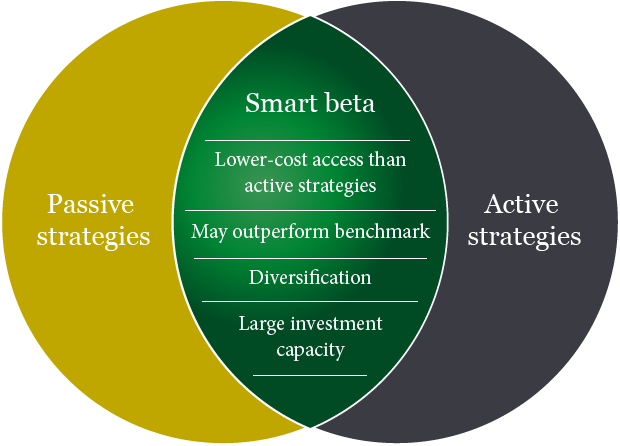 Smart beta
Lower-cost access than
active strategies
Passive
strategies
May outperform benchmark
Active
strategies
Diversification
Large investment
capacity